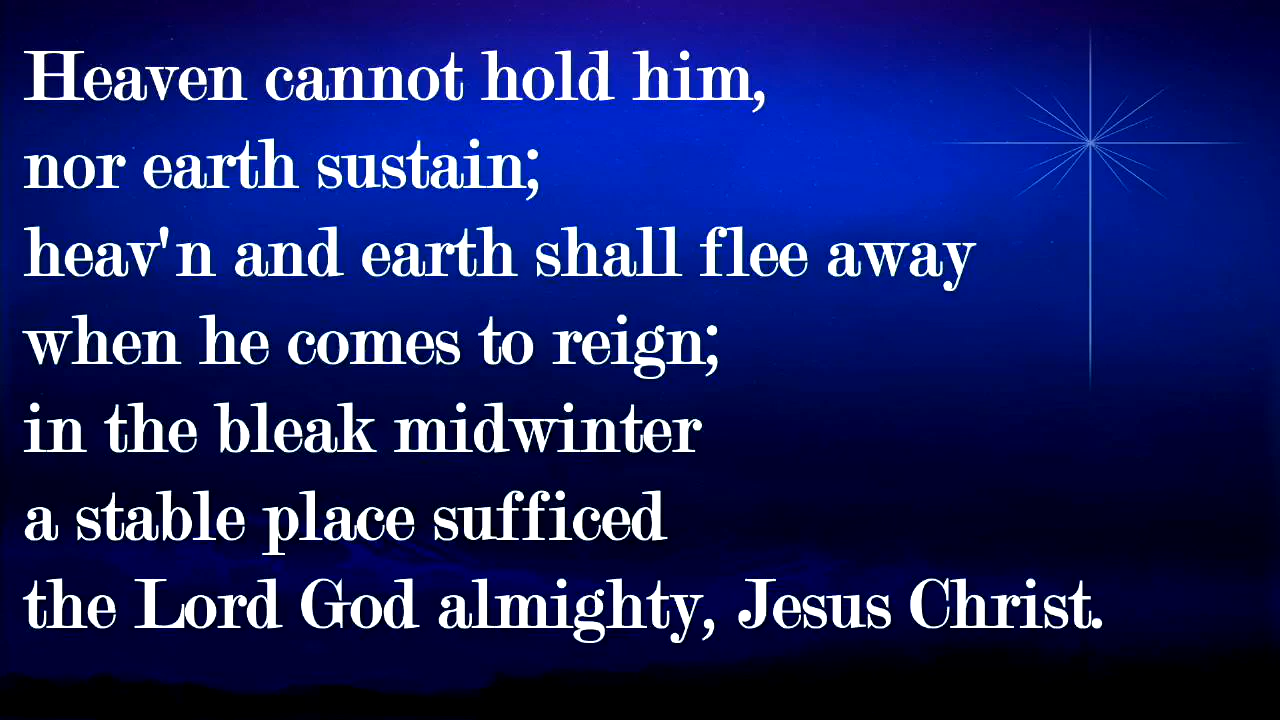 Heaven cannot hold him,
nor earth sustain;
heav'n and earth shall flee away
when he comes to reign;
in the bleak midwinter
a stable place sufficed
the Lord God almighty, Jesus Christ.